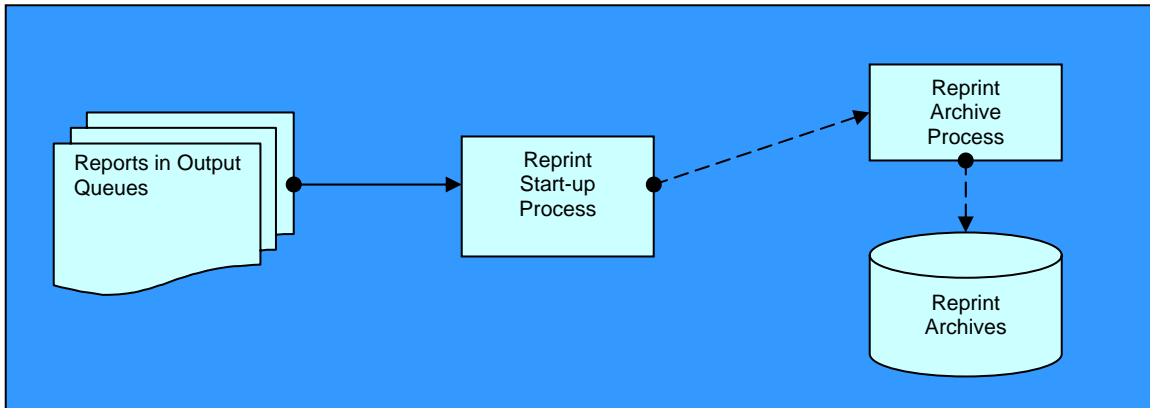 Reports in Output
Queues
Reprint
Start-up
Process
Reprint
Archive
Process
Reprint
Archives